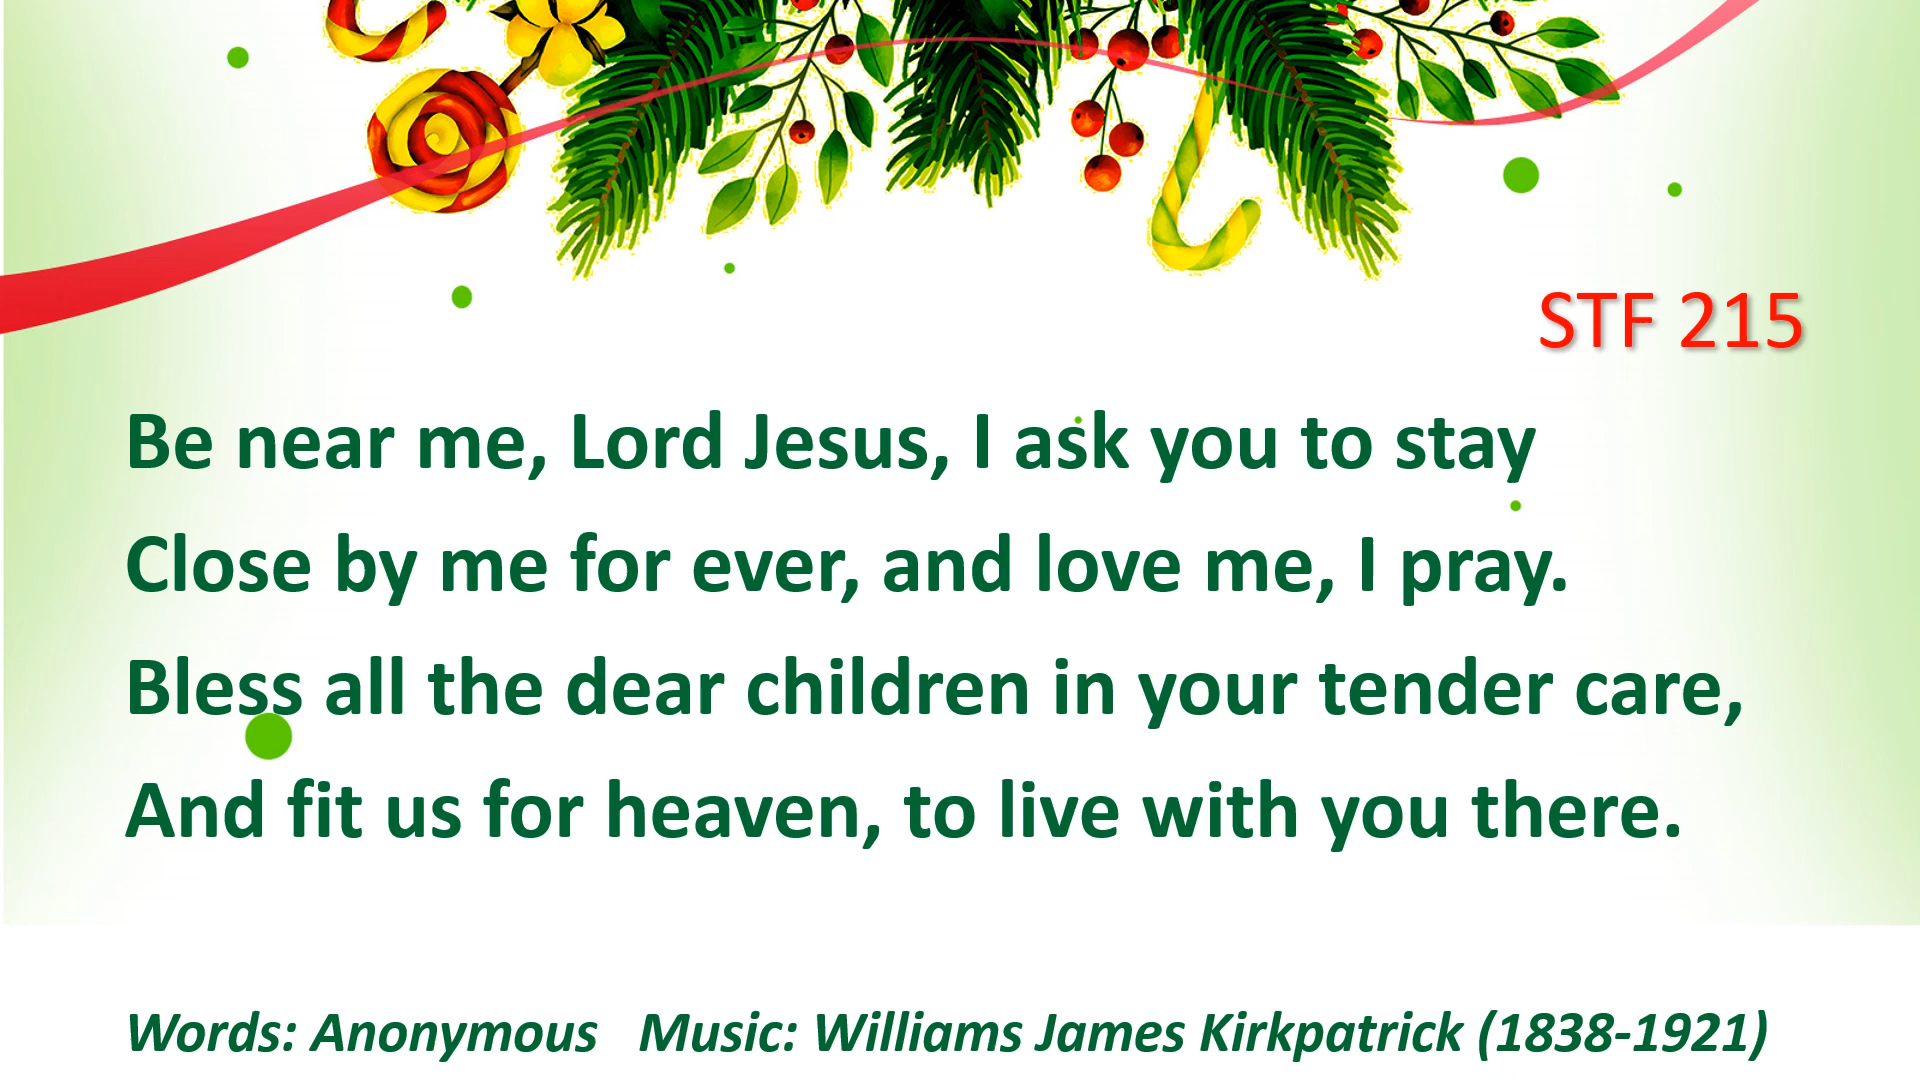 STF 215
Be near me, Lord Jesus, I ask you to stay
Close by me for ever, and love me, I pray.
Bless all the dear children in your tender care,
And fit us for heaven, to live with you there.
Words: Anonymous   Music: Williams James Kirkpatrick (1838-1921)